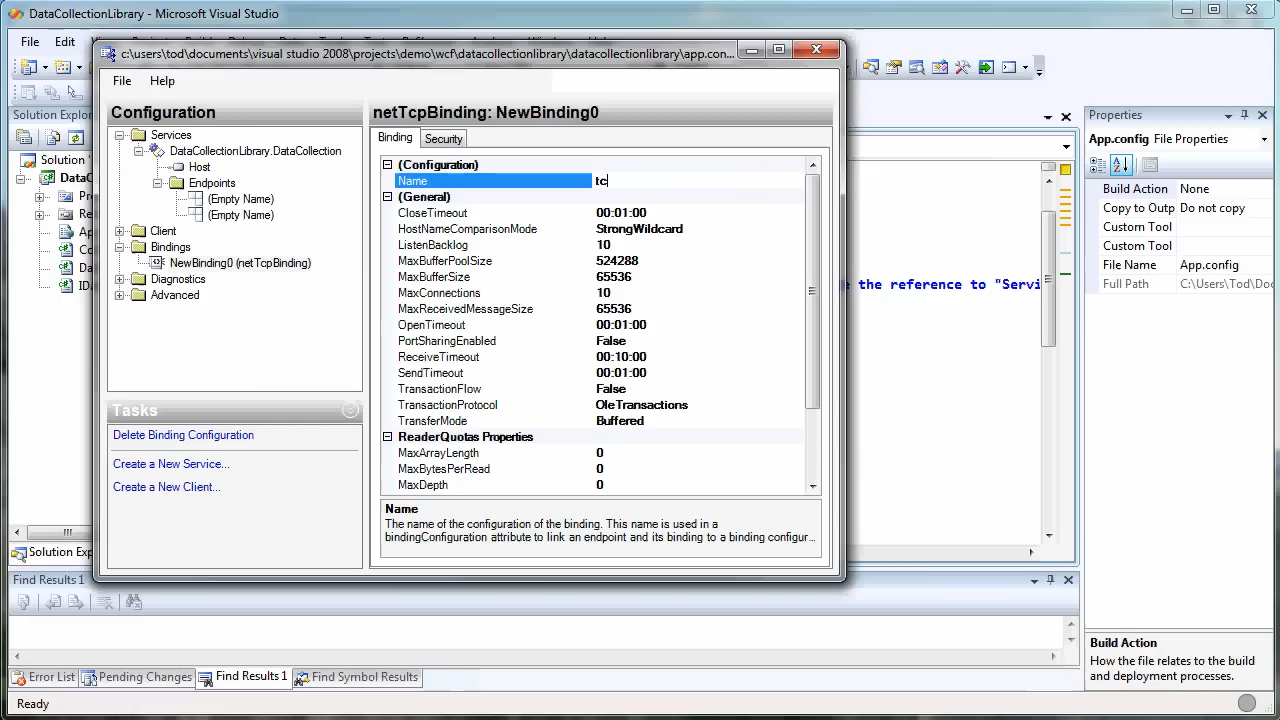 DataCollectionLibrary - Microsoft Visual Studio
File Edit
c:\users\tod\documents\visual studio 2008\projects\demo\wcf\datacollectionlibrary\datacollectionlibrary\app.con...
File Help
Configuration
Services
DataCollectionLibrary.DataCollection
Host
Endpoints
(Empty Name)
(Empty Name)
Client
Bindings
NewBinding0 (netTcpBinding)
Diagnostics
Advanced
Tasks
Delete Binding Configuration
Create a New Service...
Create a New Client...
netTcpBinding: NewBinding0
Binding Security
(Configuration)
Name tc
(General)
CloseTimeout 00:01:00
HostNameComparisonMode StrongWildcard
ListenBacklog 10
MaxBufferPoolSize 524288
MaxBufferSize 65536
MaxConnections 10
MaxReceivedMessageSize 65536
OpenTimeout 00:01:00
PortSharingEnabled False
ReceiveTimeout 00:10:00
SendTimeout 00:01:00
TransactionFlow False
TransactionProtocol OleTransactions
TransferMode Buffered
ReaderQuotas Properties
MaxArrayLength 0
MaxBytesPerRead 0
MaxDepth 0
Name
The name of the configuration of the binding. This name is used in a
bindingConfiguration attribute to link an endpoint and its binding to a binding configur...
Solution Explor
Solution '
DataC
Pr
Re
Ap
Co
Da
IDa
Solution Exp
e the reference to "Servi
Properties
App.config File Properties
Build Action None
Copy to Outp Do not copy
Custom Tool
Custom Tool
File Name App.config
Full Path C:\Users\Tod\Doc
Build Action
How the file relates to the build
and deployment processes.
Find Results 1
Error List Pending Changes Find Results 1 Find Symbol Results
Ready